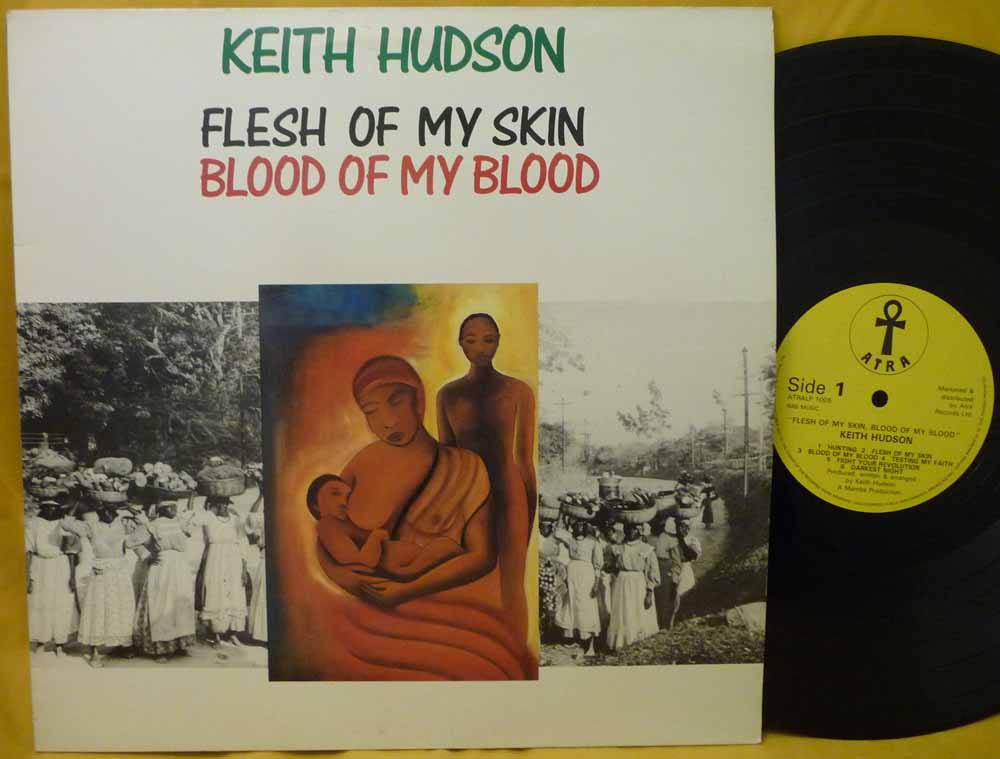 KEITH HUDSON
FLESH OF MY SKIN
BLOOD OF MY BLOOD
ATRA
Side 1
ATRALP 1008
Marketed &
distributed
by Atra
Records Ltd.
"FLESH OF MY SKIN, BLOOD OF MY BLOOD"
KEITH HUDSON
1 HUNTING 2 FLESH OF MY SKIN
3 BLOOD OF MY BLOOD 4 TESTING MY FAITH
5 FIGHT YOUR REVOLUTION
6 DARKEST NIGHT
Produced, written & arranged
by Keith Hudson
A Mamba Production